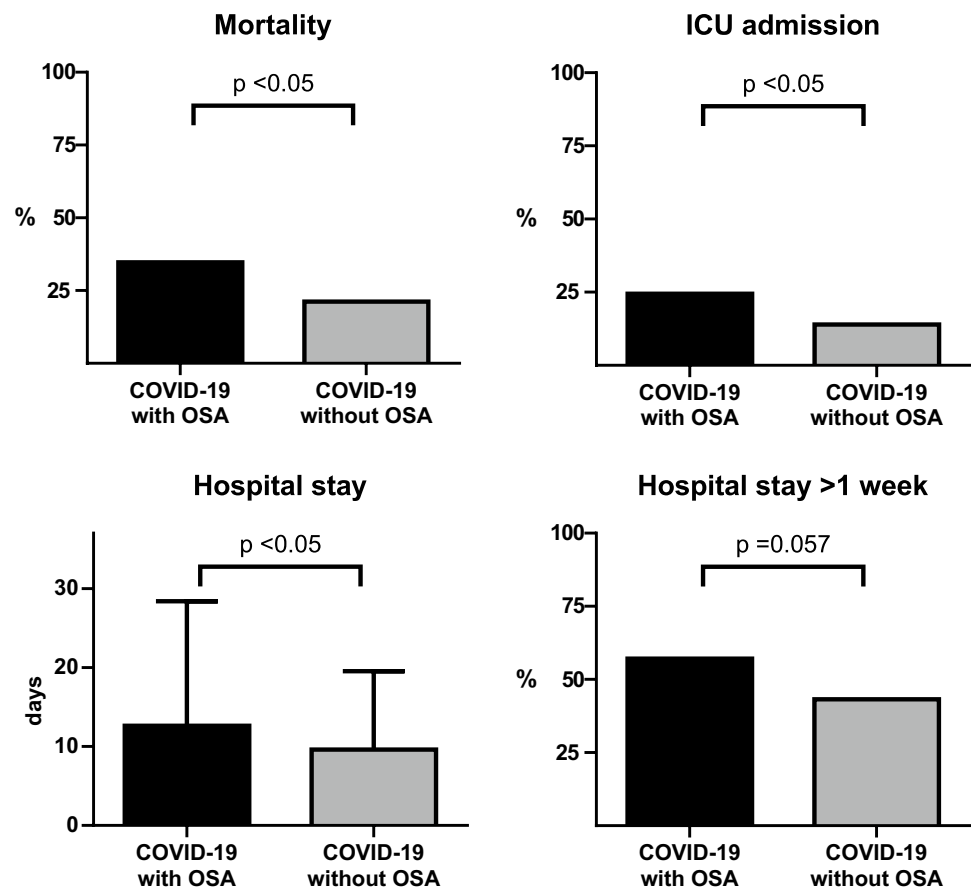 Mortality
p <0.05
100
75
% 50
25
COVID-19 COVID-19
with OSA without OSA
ICU admission
p <0.05
100
75
% 50
25
COVID-19 COVID-19
with OSA without OSA
Hospital stay
p <0.05
30
20
days
10
0
COVID-19 COVID-19
with OSA without OSA
Hospital stay >1 week
p =0.057
100
75
% 50
25
COVID-19 COVID-19
with OSA without OSA